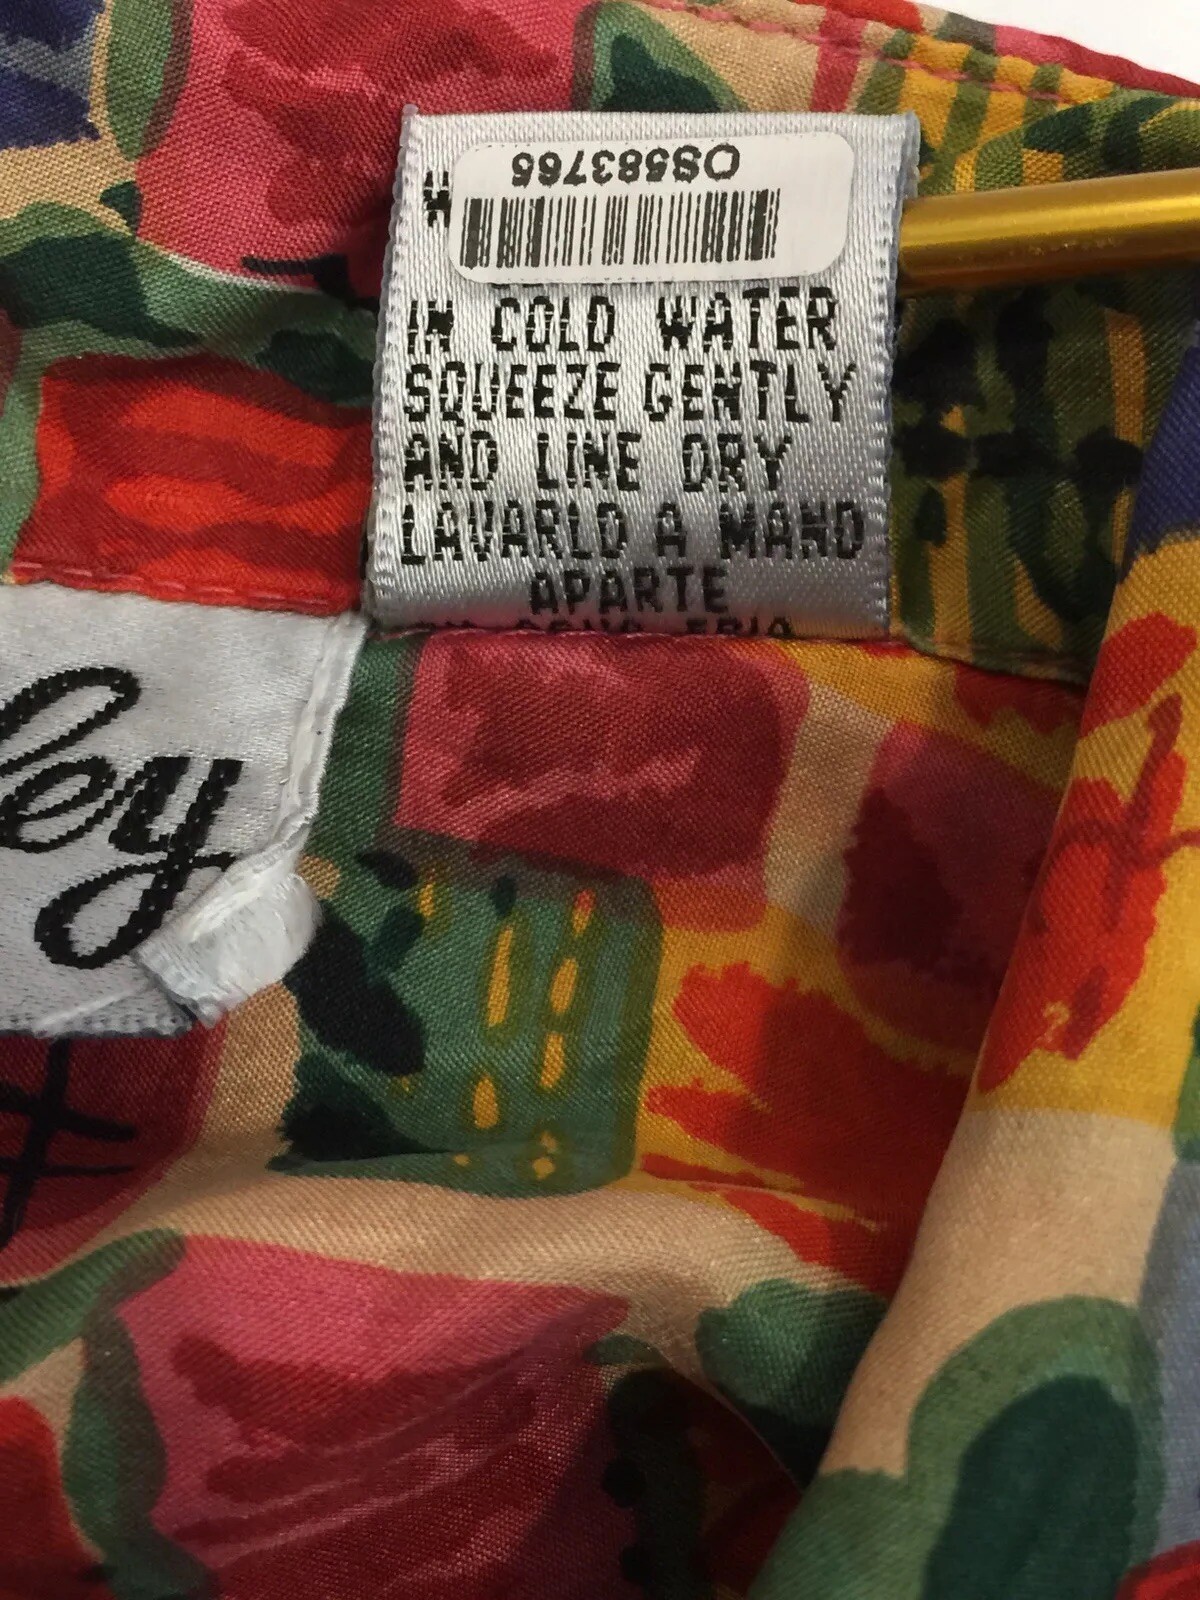 OS583765
IN COLD WATER
SQUEEZE GENTLY
AND LINE DRY
LAVARLO A MANO
APARTE
ley